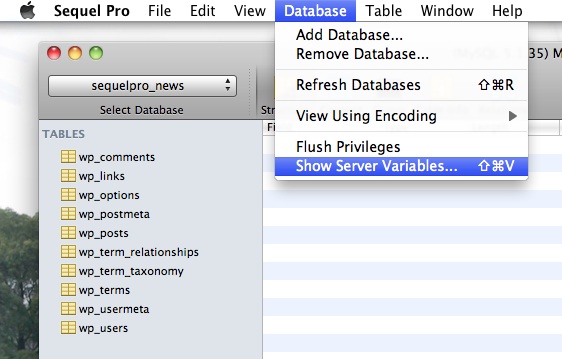 Sequel Pro File Edit View Database Table Window Help
Add Database...
Remove Database...
Refresh Databases ⇧⌘R
View Using Encoding ▶
Flush Privileges
Show Server Variables... ⇧⌘V
35) M
sequelpro_news
Select Database
Str
Fi
TABLES
wp_comments
wp_links
wp_options
wp_postmeta
wp_posts
wp_term_relationships
wp_term_taxonomy
wp_terms
wp_usermeta
wp_users